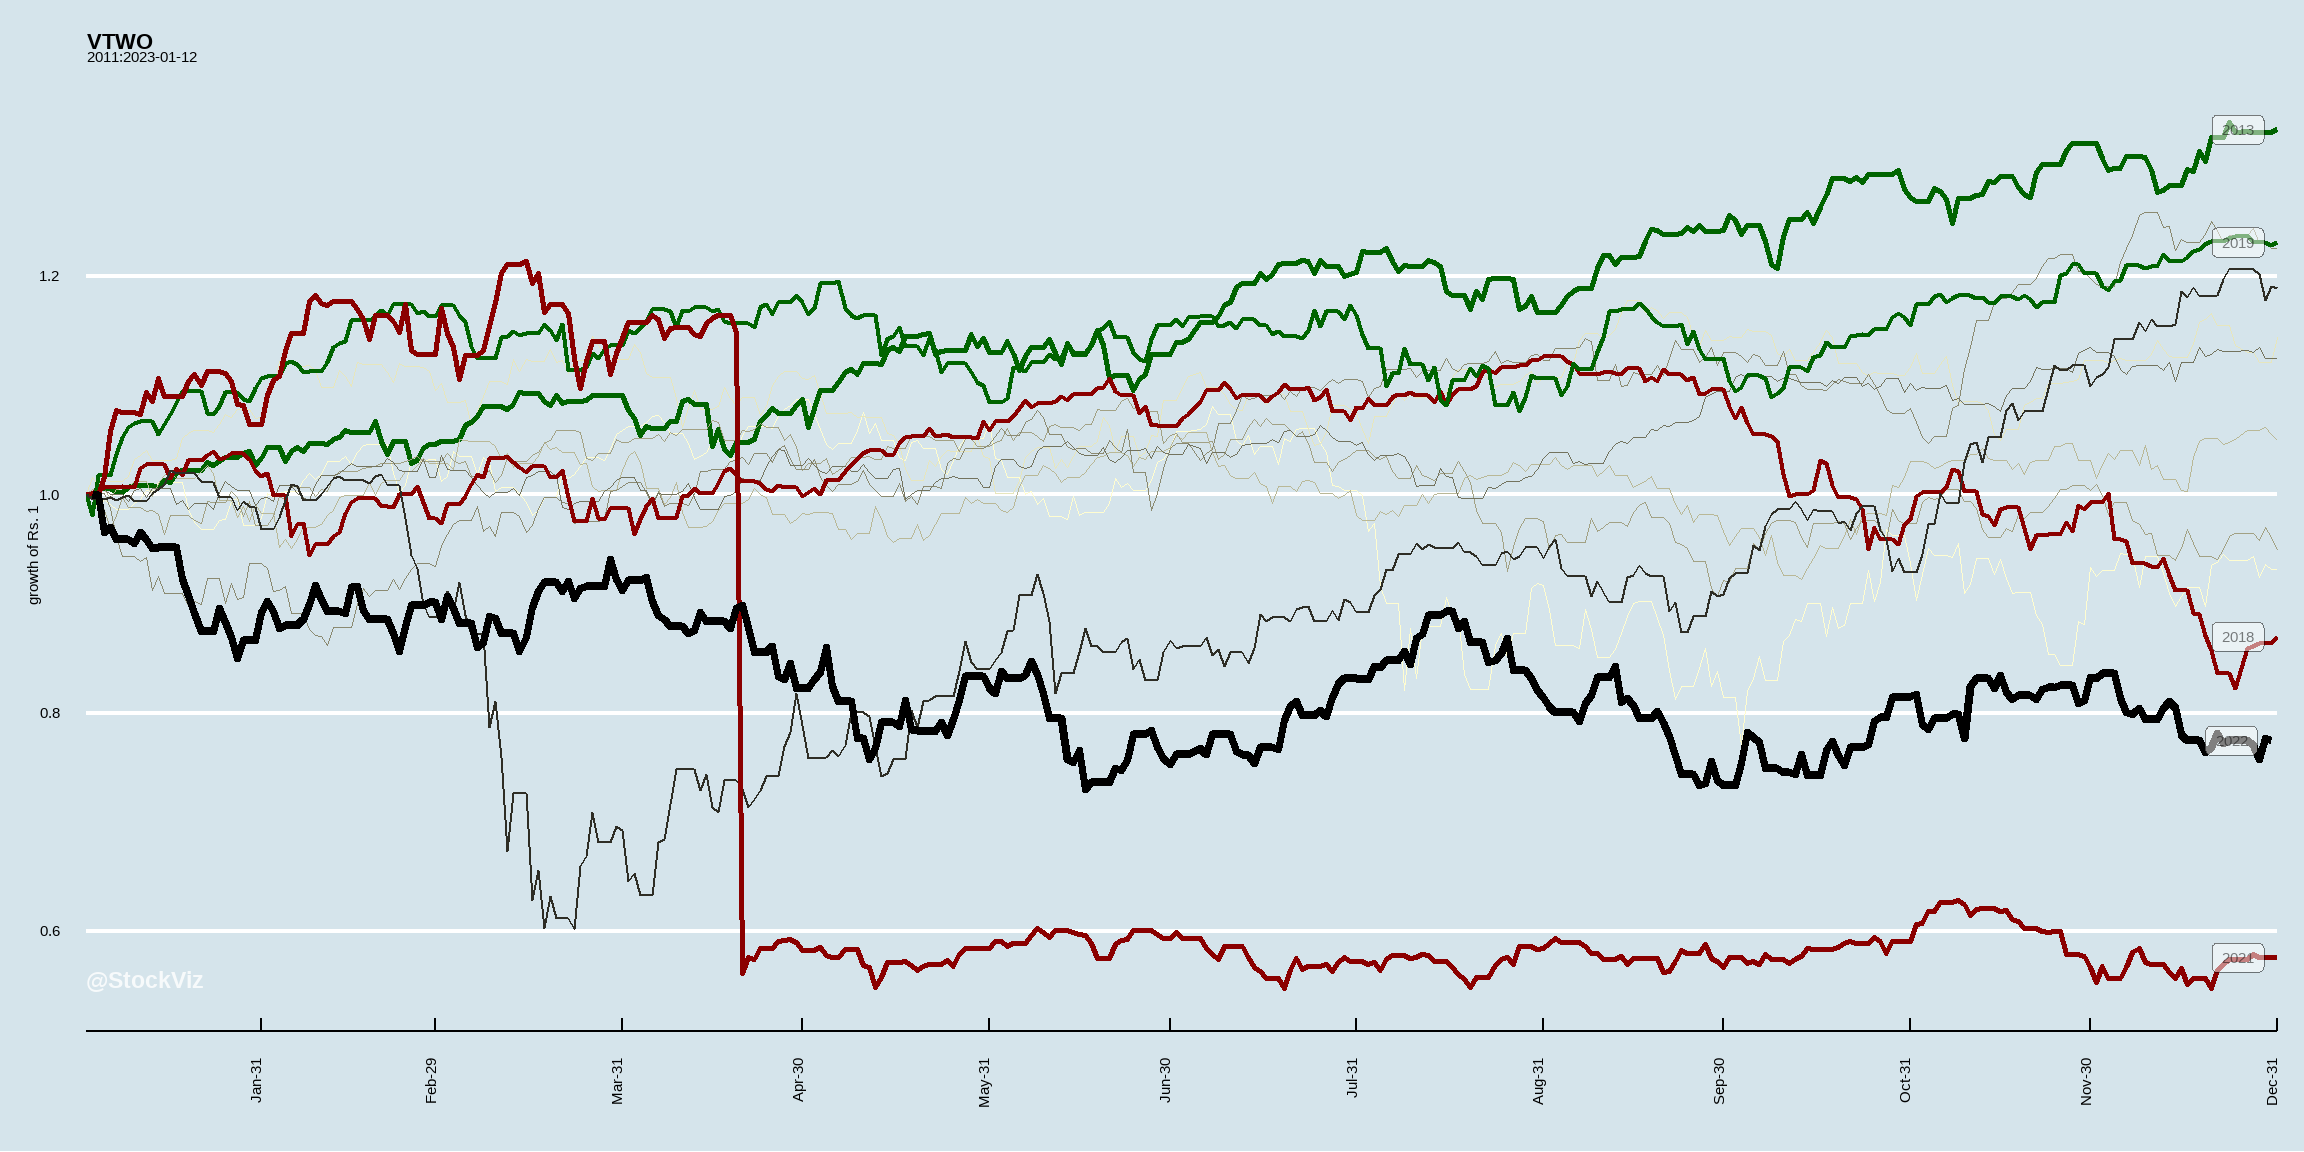 VTWO
2011:2023-01-12
2013
2019
1.2
1.0
growth of Rs. 1
2018
0.8
2022
0.6
2021
@StockViz
Jan-31
Feb-29
Mar-31
Apr-30
May-31
Jun-30
Jul-31
Aug-31
Sep-30
Oct-31
Nov-30
Dec-31